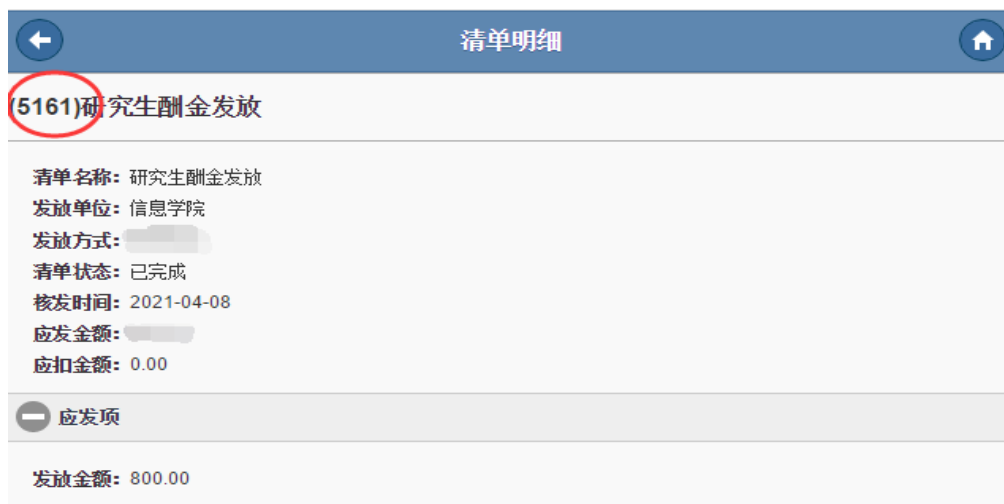 清单明细
(5161)研究生酬金发放
清单名称：研究生酬金发放
发放单位：信息学院
发放方式：
清单状态：已完成
核发时间：2021-04-08
应发金额：
应扣金额：0.00
应发项
发放金额：800.00